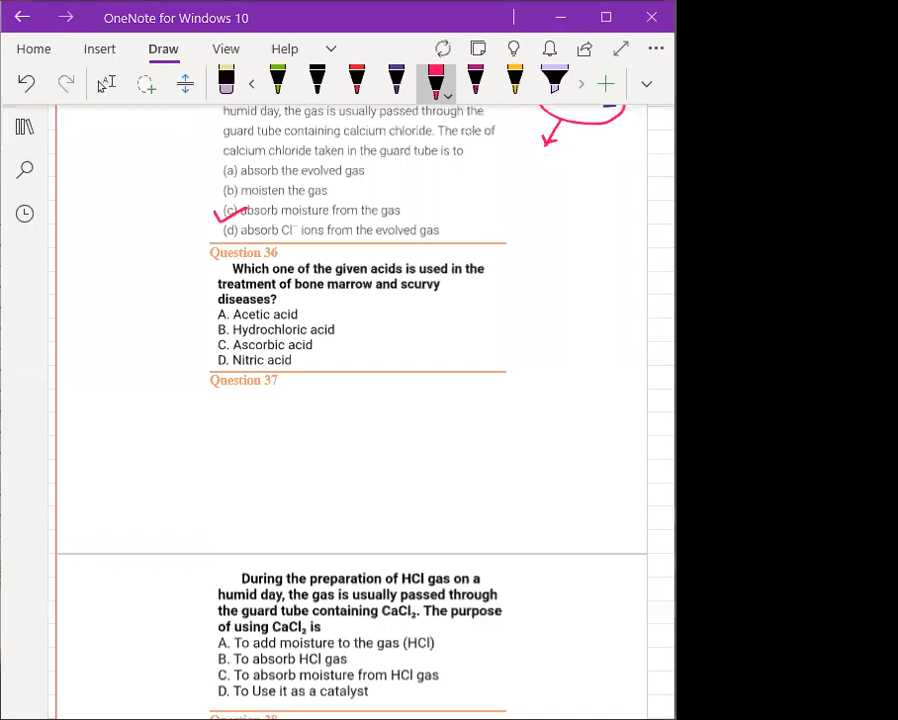 OneNote for Windows 10
Home Insert Draw View Help
humid day, the gas is usually passed through the
guard tube containing calcium chloride. The role of
calcium chloride taken in the guard tube is to
(a) absorb the evolved gas
(b) moisten the gas
(c) absorb moisture from the gas
(d) absorb Cl⁻ ions from the evolved gas
Question 36
Which one of the given acids is used in the
treatment of bone marrow and scurvy
diseases?
A. Acetic acid
B. Hydrochloric acid
C. Ascorbic acid
D. Nitric acid
Question 37
During the preparation of HCl gas on a
humid day, the gas is usually passed through
the guard tube containing CaCl₂. The purpose
of using CaCl₂ is
A. To add moisture to the gas (HCl)
B. To absorb HCl gas
C. To absorb moisture from HCl gas
D. To Use it as a catalyst
Question 38